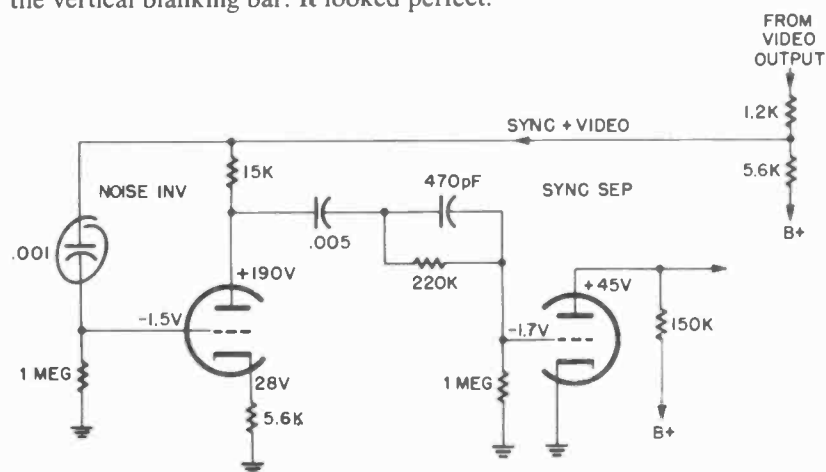 the vertical blanking bar. It looked perfect.
FROM
VIDEO
OUTPUT
1.2K
SYNC + VIDEO
5.6K
B+
15K
NOISE INV
470pF
SYNC SEP
.001
.005
220K
+190V
-1.5V
+45V
-1.7V
150K
1 MEG
28V
5.6K
1 MEG
B+